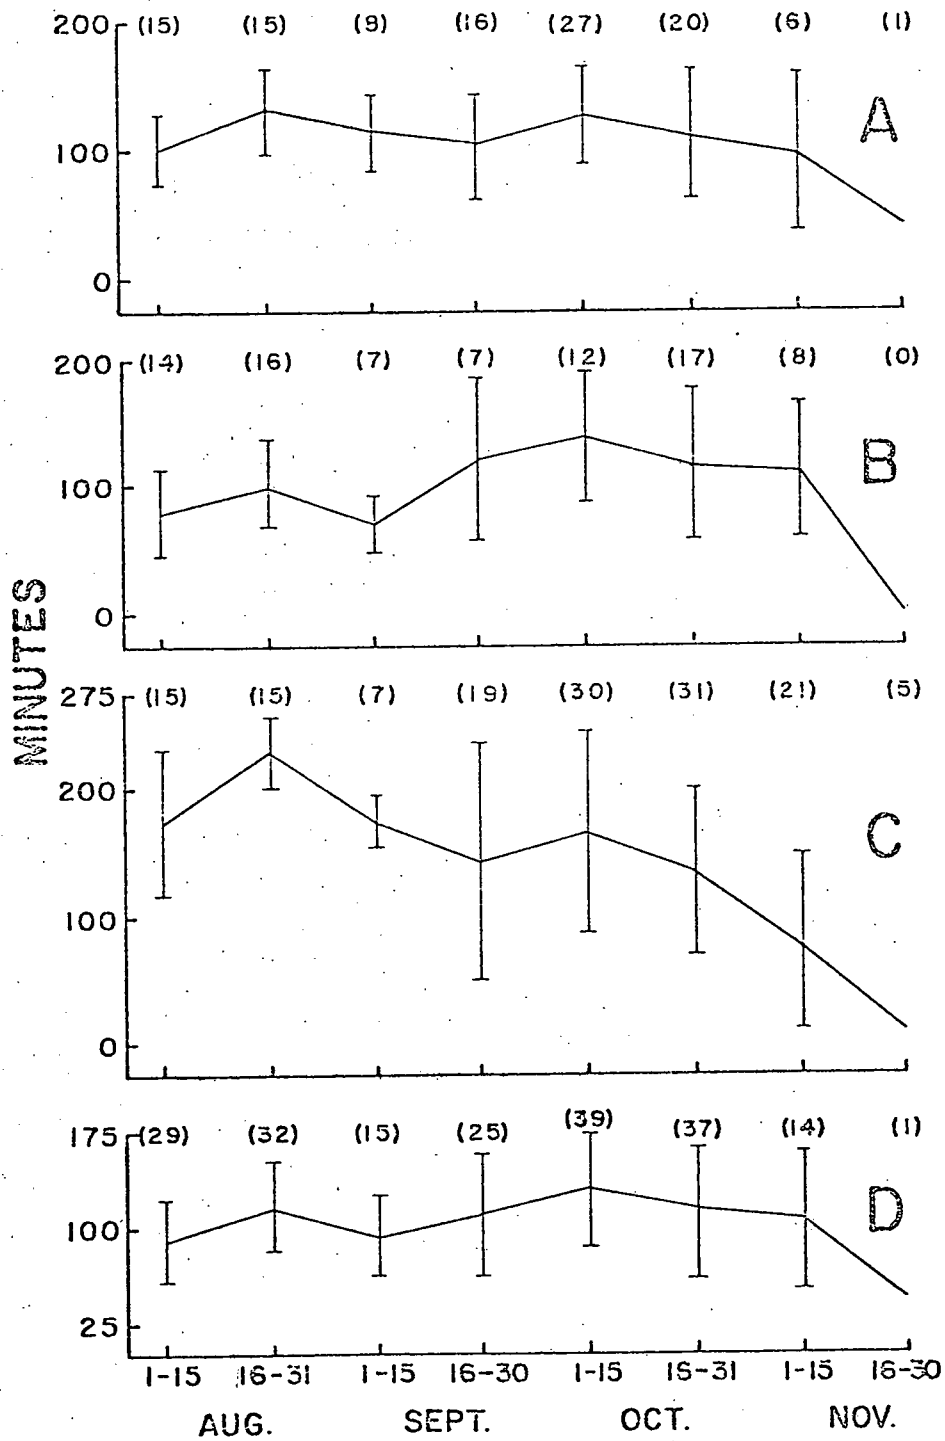 200 (15) (15) (9) (16) (27) (20) (6) (1)
A
100
0
200 (14) (16) (7) (7) (12) (17) (8) (0)
B
100
0
MINUTES
275 (15) (15) (7) (19) (30) (31) (21) (5)
200
C
100
0
175 (29) (32) (15) (25) (39) (37) (14) (1)
D
100
25
1-15 16-31 1-15 16-30 1-15 16-31 1-15 16-30
AUG. SEPT. OCT. NOV.